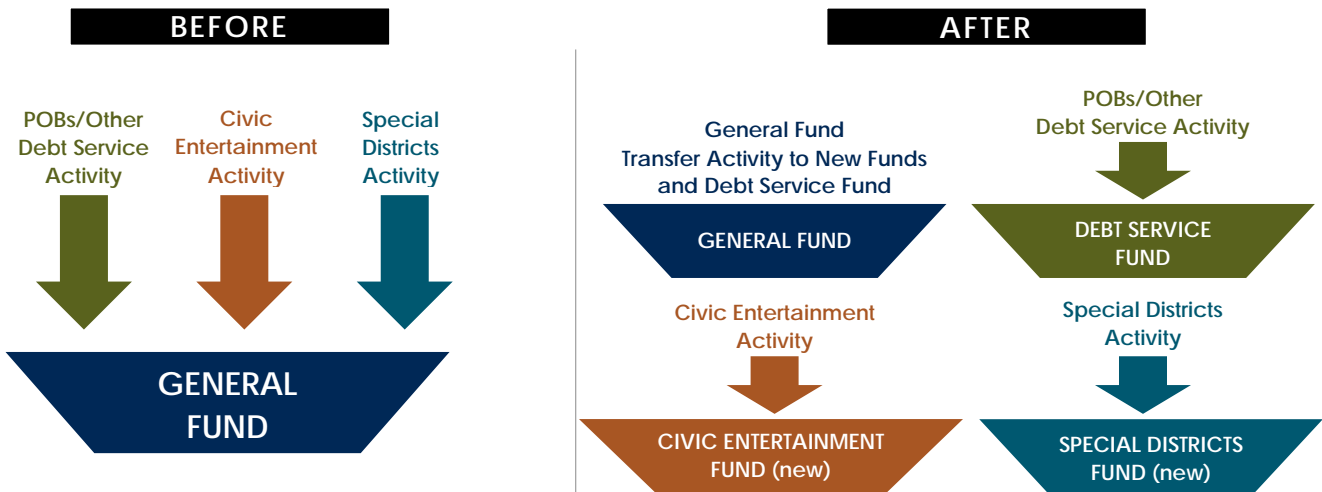 BEFORE
POBs/Other
Debt Service
Activity
Civic
Entertainment
Activity
Special
Districts
Activity
GENERAL
FUND
AFTER
General Fund
Transfer Activity to New Funds
and Debt Service Fund
GENERAL FUND
POBs/Other
Debt Service Activity
DEBT SERVICE
FUND
Civic Entertainment
Activity
CIVIC ENTERTAINMENT
FUND (new)
Special Districts
Activity
SPECIAL DISTRICTS
FUND (new)